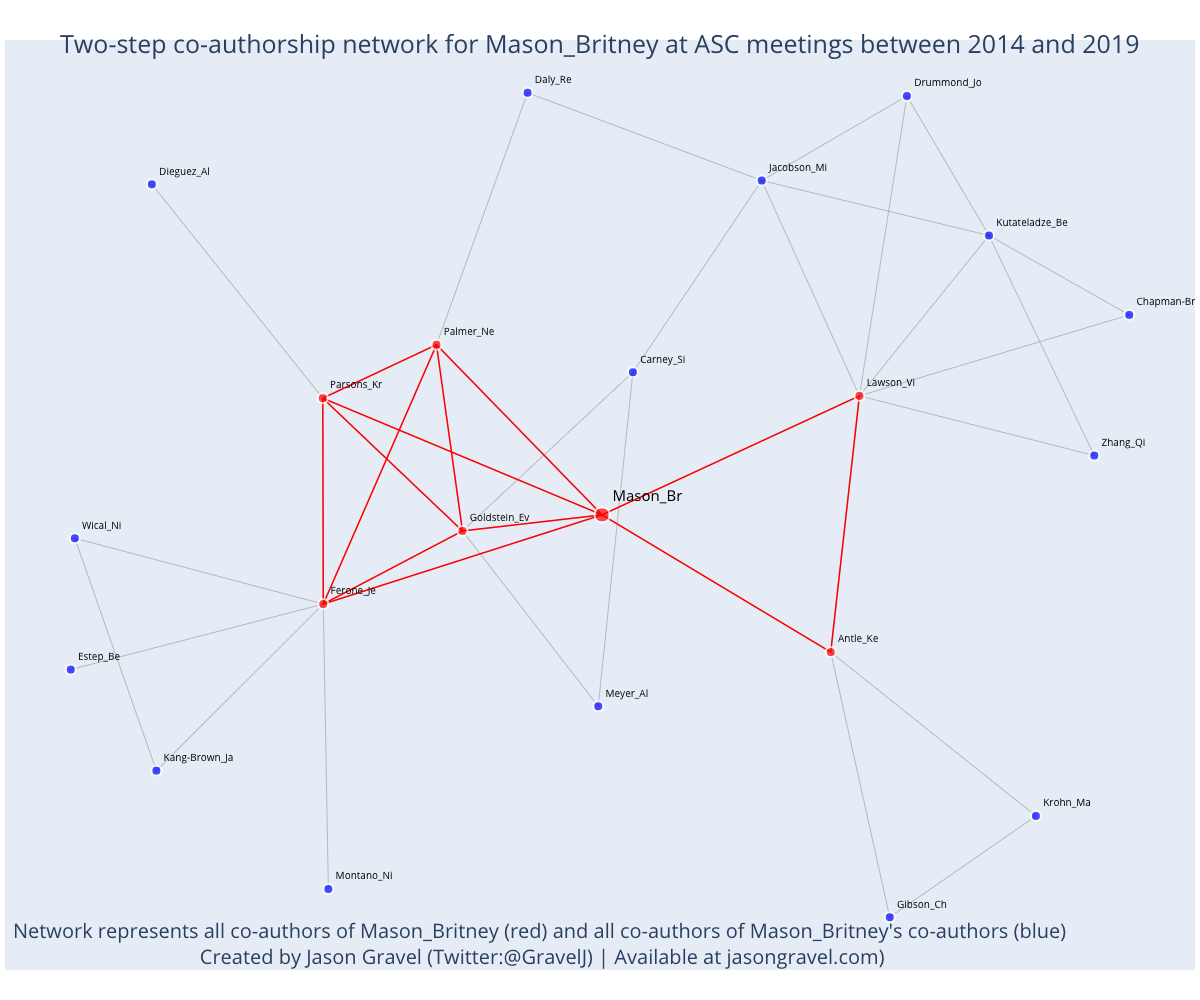 Two-step co-authorship network for Mason_Britney at ASC meetings between 2014 and 2019
Daly_Re
Drummond_Jo
Jacobson_Mi
Dieguez_Al
Kutateladze_Be
Chapman-Br
Palmer_Ne
Carney_Si
Parsons_Kr
Lawson_Vi
Zhang_Qi
Mason_Br
Goldstein_Ev
Wical_Ni
Ferone_Je
Antle_Ke
Estep_Be
Meyer_Al
Kang-Brown_Ja
Krohn_Ma
Montano_Ni
Gibson_Ch
Network represents all co-authors of Mason_Britney (red) and all co-authors of Mason_Britney's co-authors (blue)
Created by Jason Gravel (Twitter:@GravelJ) | Available at jasongravel.com)